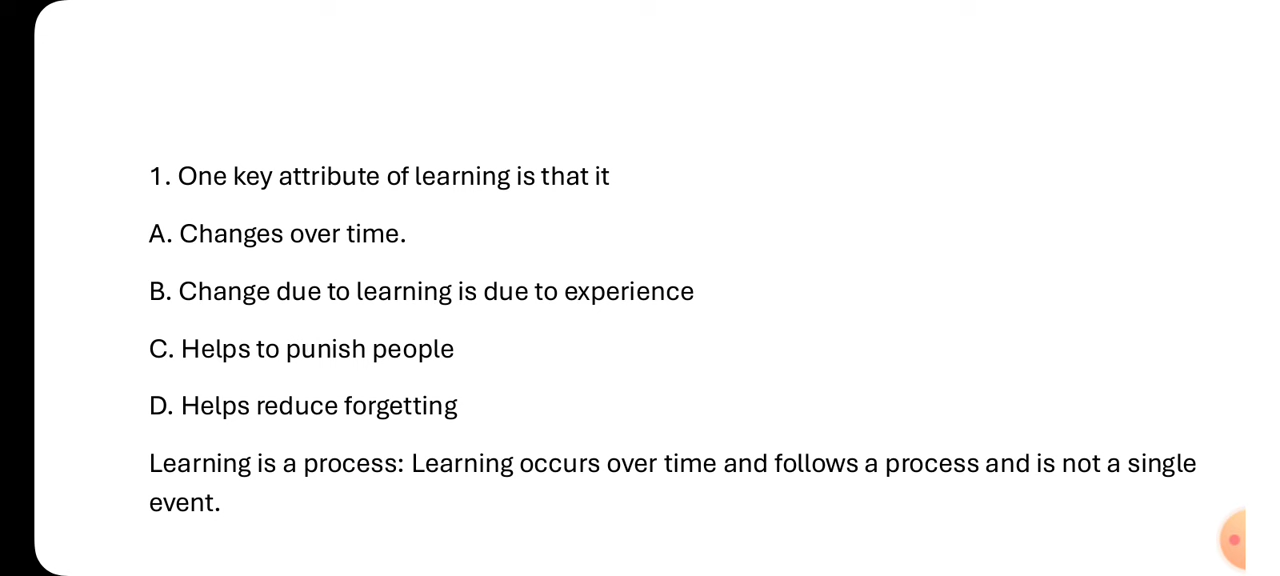 1. One key attribute of learning is that it
A. Changes over time.
B. Change due to learning is due to experience
C. Helps to punish people
D. Helps reduce forgetting
Learning is a process: Learning occurs over time and follows a process and is not a single
event.